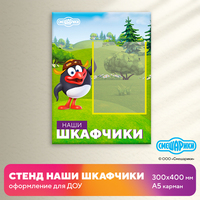 СМЕШАРИКИ
НАШИ
ШКАФЧИКИ
СМЕШАРИКИ
© ООО «Смешарики»
СТЕНД НАШИ ШКАФЧИКИ
оформление для ДОУ
300х400 мм
А5 карман